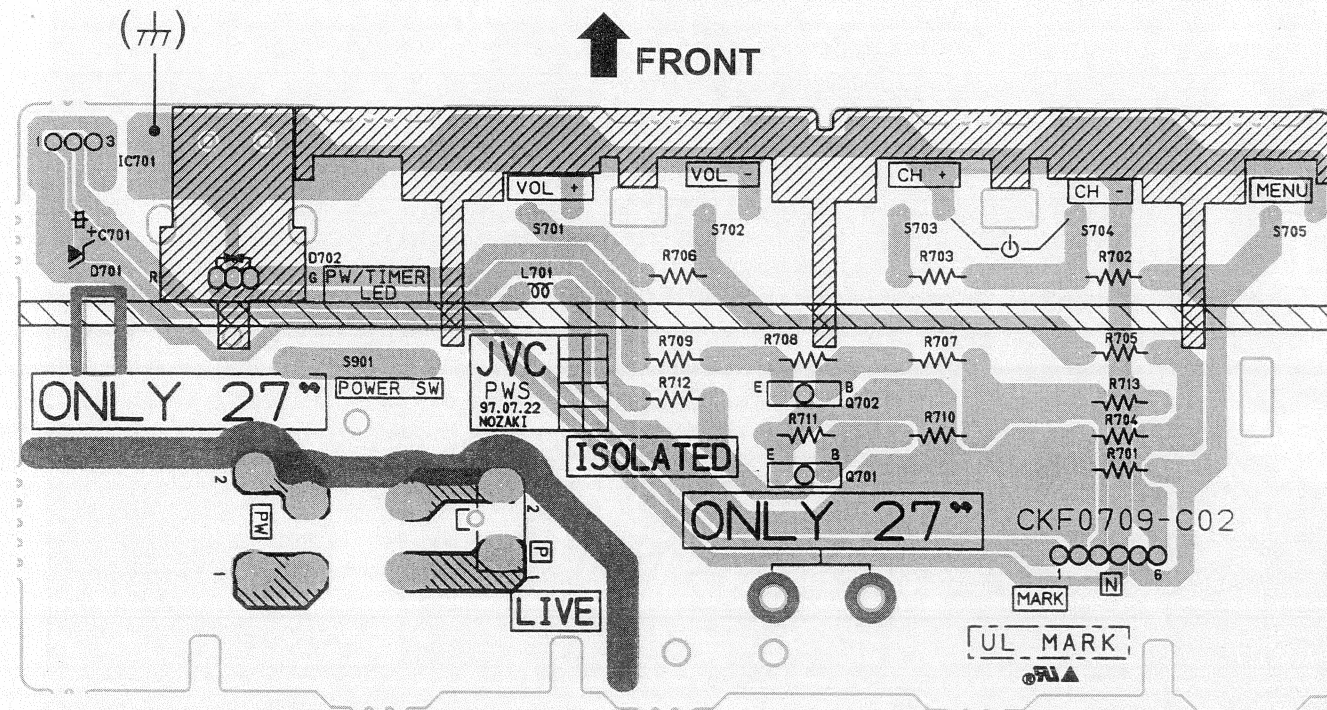 FRONT
1 3
IC701
VOL +
VOL -
CH +
CH -
MENU
+
C701
D701
S701
S702
S703
S704
S705
R
D702
G
PW/TIMER
LED
L701
R706
R703
R702
S901
POWER SW
JVC
PWS
97.07.22
NOZAKI
R709
R708
R707
R705
R712
E B
Q702
R713
R711
R710
R704
E B
Q701
R701
ONLY 27"
ISOLATED
ONLY 27"
CKF0709-C02
2
PW
1
2
P
1
LIVE
1 6
MARK
N
UL MARK